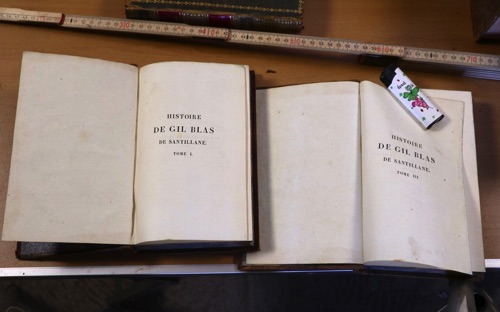 HISTOIRE
DE GIL BLAS
DE SANTILLANE.
TOME I.
HISTOIRE
DE GIL BLAS
DE SANTILLANE.
TOME III